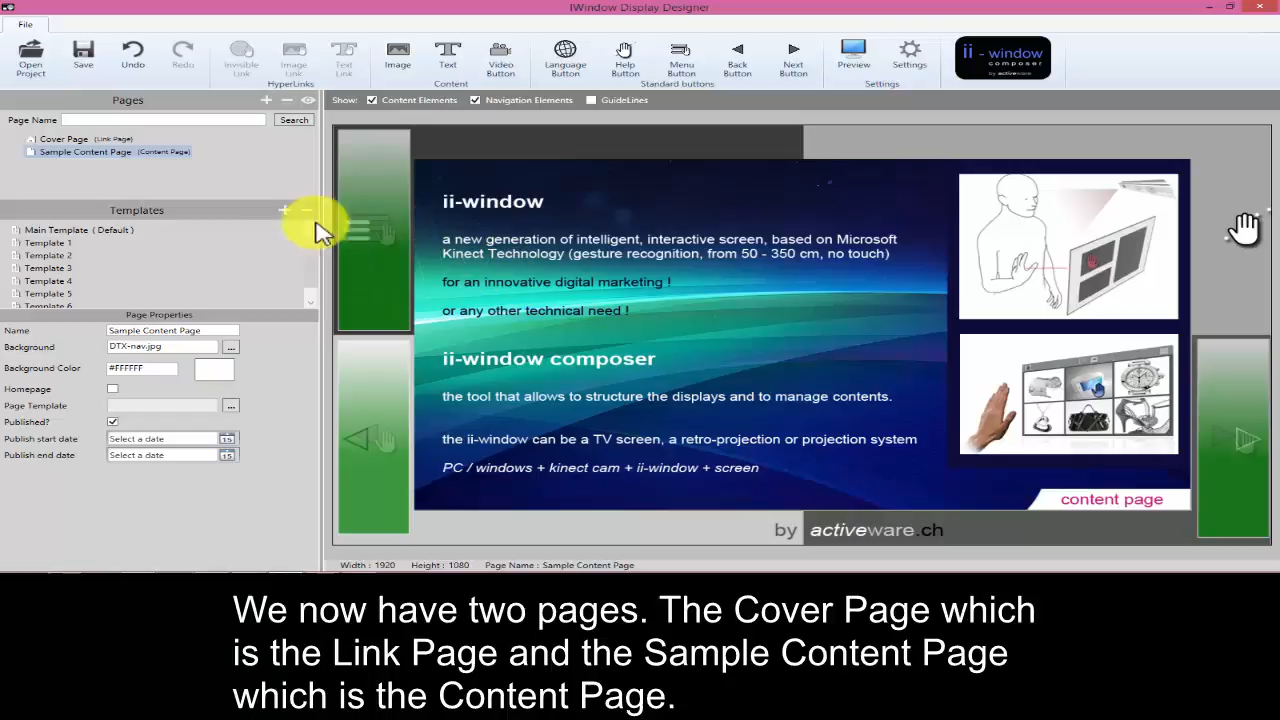 IWindow Display Designer
File
Open Project
Save
Undo
Redo
Invisible Link
Image Link
Text Link
HyperLinks
Image
Text
Video Button
Content
Language Button
Help Button
Menu Button
Back Button
Next Button
Standard buttons
Preview
Settings
Settings
ii - window
composer
by activeware
Pages
Show: Content Elements Navigation Elements GuideLines
Page Name Search
Cover Page (Link Page)
Sample Content Page (Content Page)
Templates
Main Template ( Default )
Template 1
Template 2
Template 3
Template 4
Template 5
Template 6
Page Properties
Name Sample Content Page
Background DTX-nav.jpg ...
Background Color #FFFFFF
Homepage
Page Template ...
Published?
Publish start date Select a date 15
Publish end date Select a date 15
ii-window
a new generation of intelligent, interactive screen, based on Microsoft
Kinect Technology (gesture recognition, from 50 - 350 cm, no touch)
for an innovative digital marketing !
or any other technical need !
ii-window composer
the tool that allows to structure the displays and to manage contents.
the ii-window can be a TV screen, a retro-projection or projection system
PC / windows + kinect cam + ii-window + screen
content page
by activeware.ch
Width : 1920 Height : 1080 Page Name : Sample Content Page
We now have two pages. The Cover Page which
is the Link Page and the Sample Content Page
which is the Content Page.